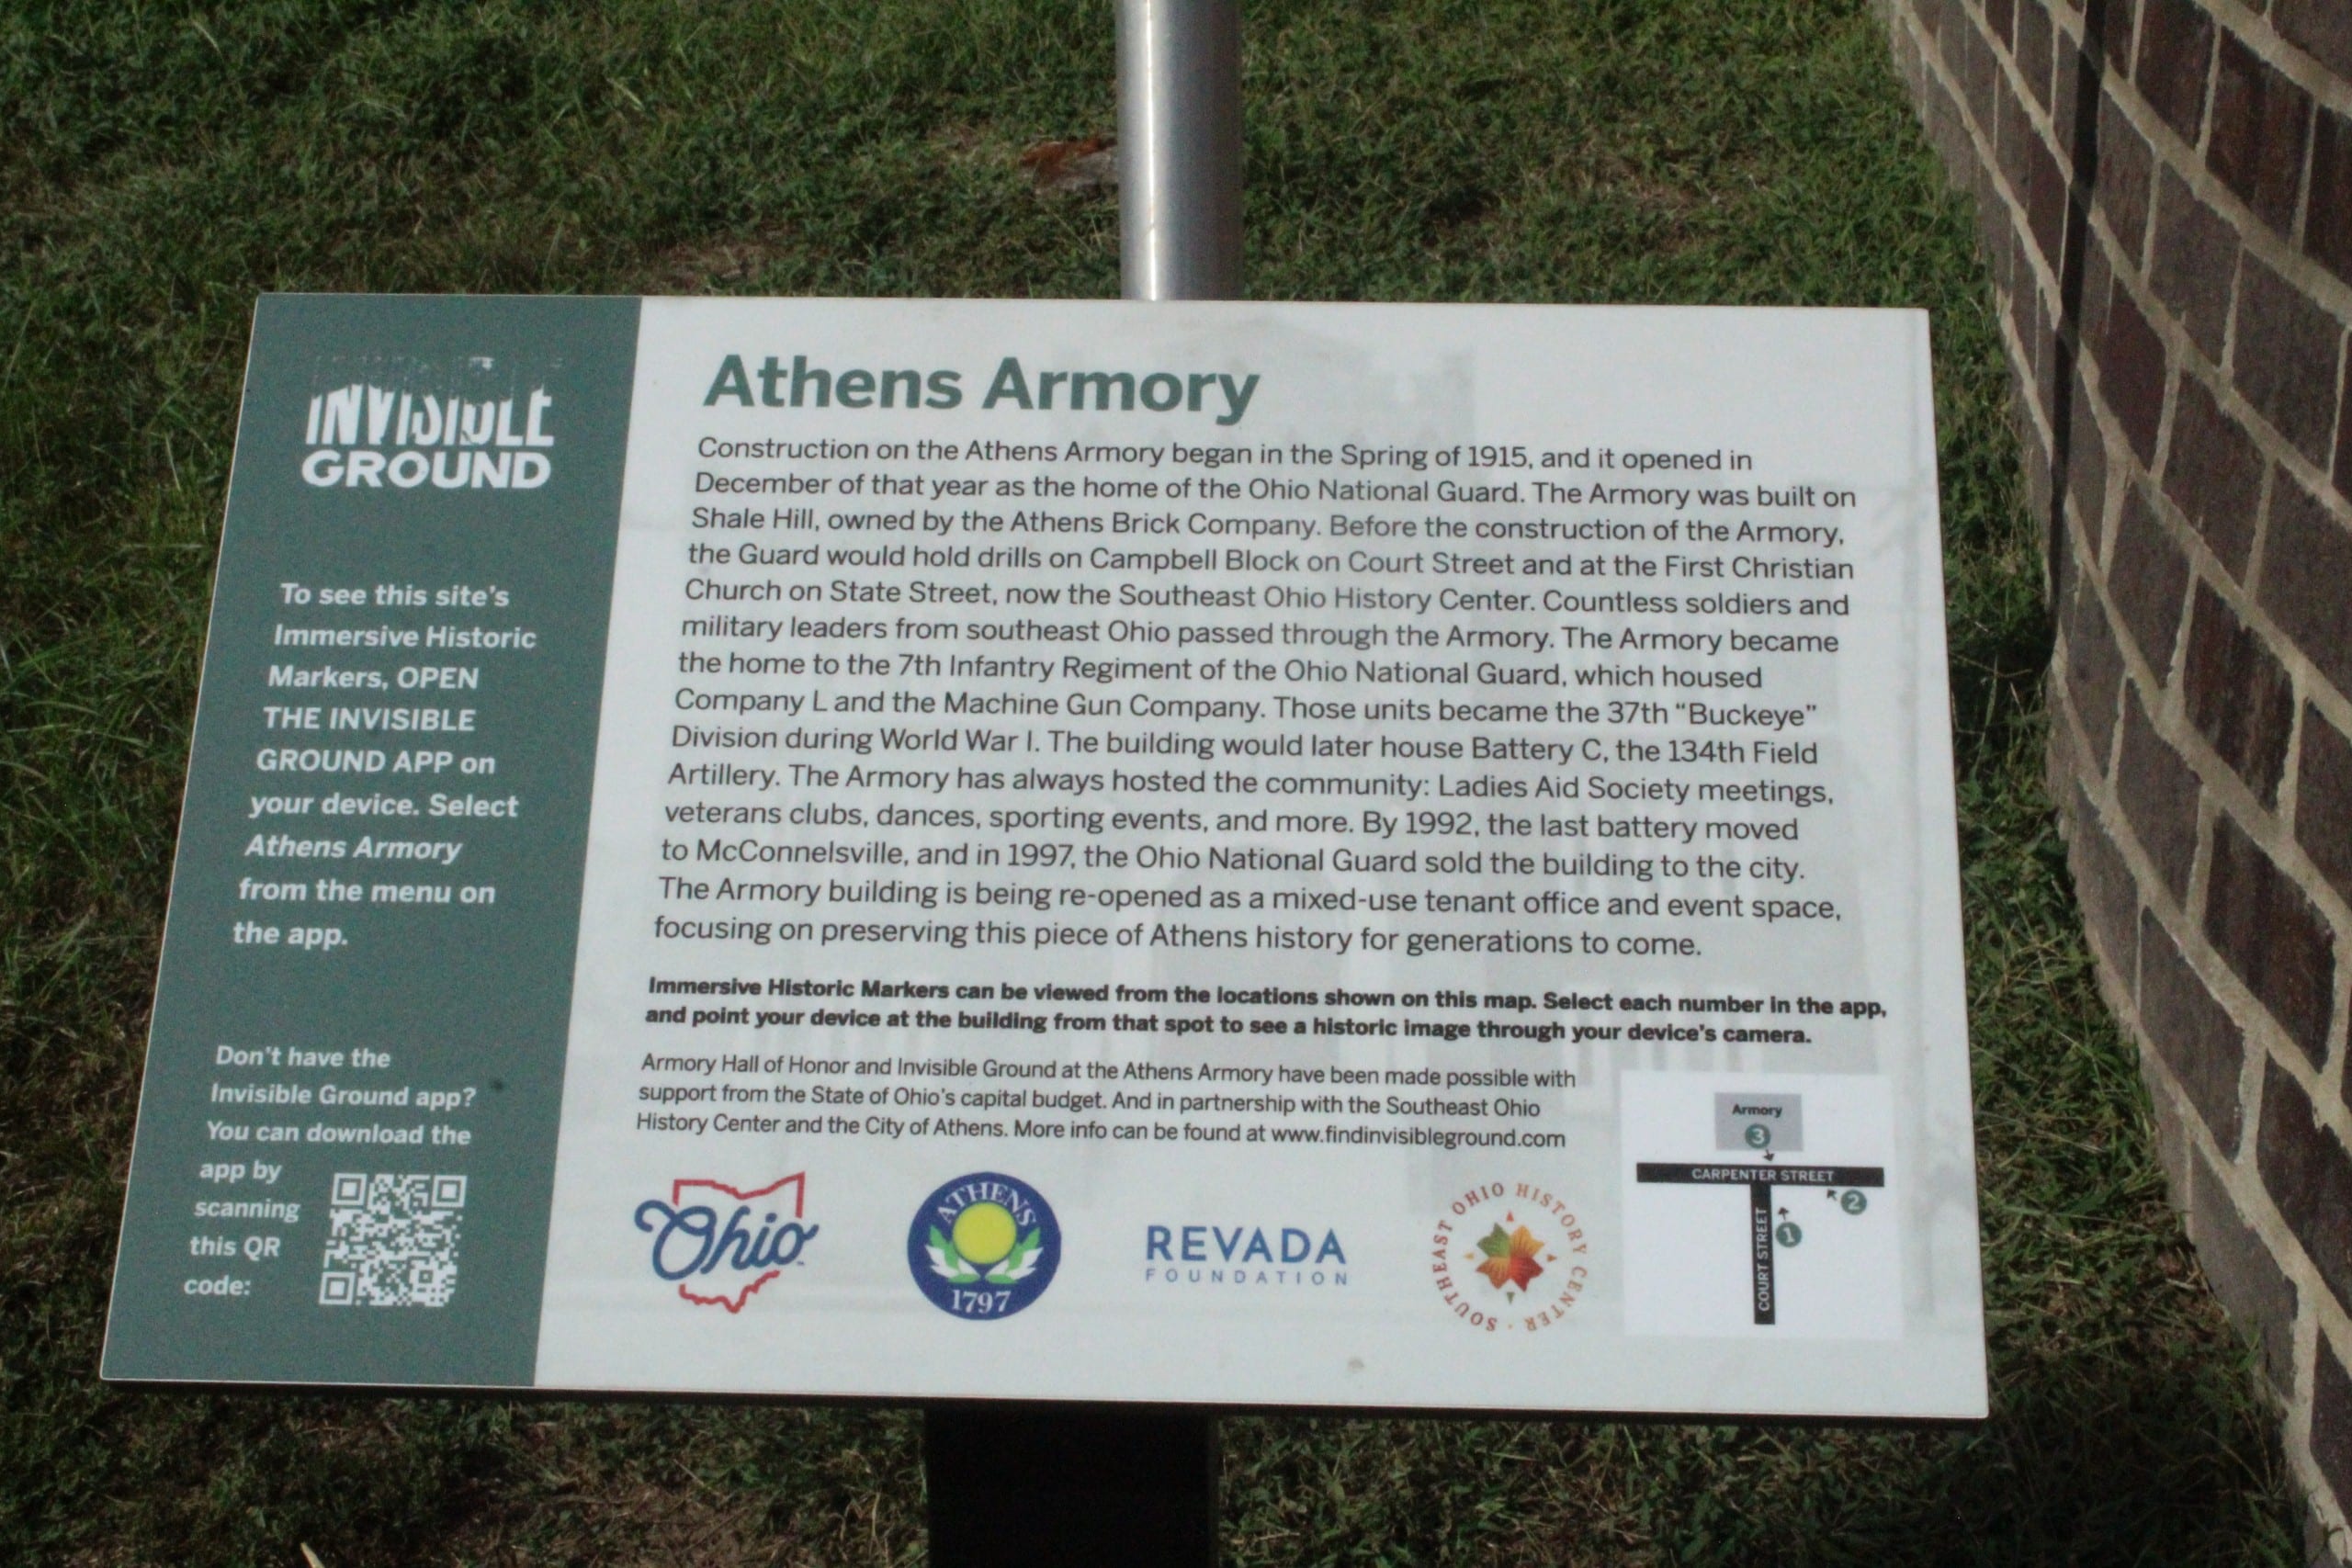 INVISIBLE
GROUND
To see this site's
Immersive Historic
Markers, OPEN
THE INVISIBLE
GROUND APP on
your device. Select
Athens Armory
from the menu on
the app.
Don't have the
Invisible Ground app?
You can download the
app by
scanning
this QR
code:
Athens Armory
Construction on the Athens Armory began in the Spring of 1915, and it opened in
December of that year as the home of the Ohio National Guard. The Armory was built on
Shale Hill, owned by the Athens Brick Company. Before the construction of the Armory,
the Guard would hold drills on Campbell Block on Court Street and at the First Christian
Church on State Street, now the Southeast Ohio History Center. Countless soldiers and
military leaders from southeast Ohio passed through the Armory. The Armory became
the home to the 7th Infantry Regiment of the Ohio National Guard, which housed
Company L and the Machine Gun Company. Those units became the 37th “Buckeye”
Division during World War I. The building would later house Battery C, the 134th Field
Artillery. The Armory has always hosted the community: Ladies Aid Society meetings,
veterans clubs, dances, sporting events, and more. By 1992, the last battery moved
to McConnelsville, and in 1997, the Ohio National Guard sold the building to the city.
The Armory building is being re-opened as a mixed-use tenant office and event space,
focusing on preserving this piece of Athens history for generations to come.
Immersive Historic Markers can be viewed from the locations shown on this map. Select each number in the app,
and point your device at the building from that spot to see a historic image through your device's camera.
Armory Hall of Honor and Invisible Ground at the Athens Armory have been made possible with
support from the State of Ohio's capital budget. And in partnership with the Southeast Ohio
History Center and the City of Athens. More info can be found at www.findinvisibleground.com
Ohio
ATHENS
1797
REVADA
FOUNDATION
SOUTHEAST OHIO HISTORY CENTER
Armory
3
CARPENTER STREET
2
1
COURT STREET